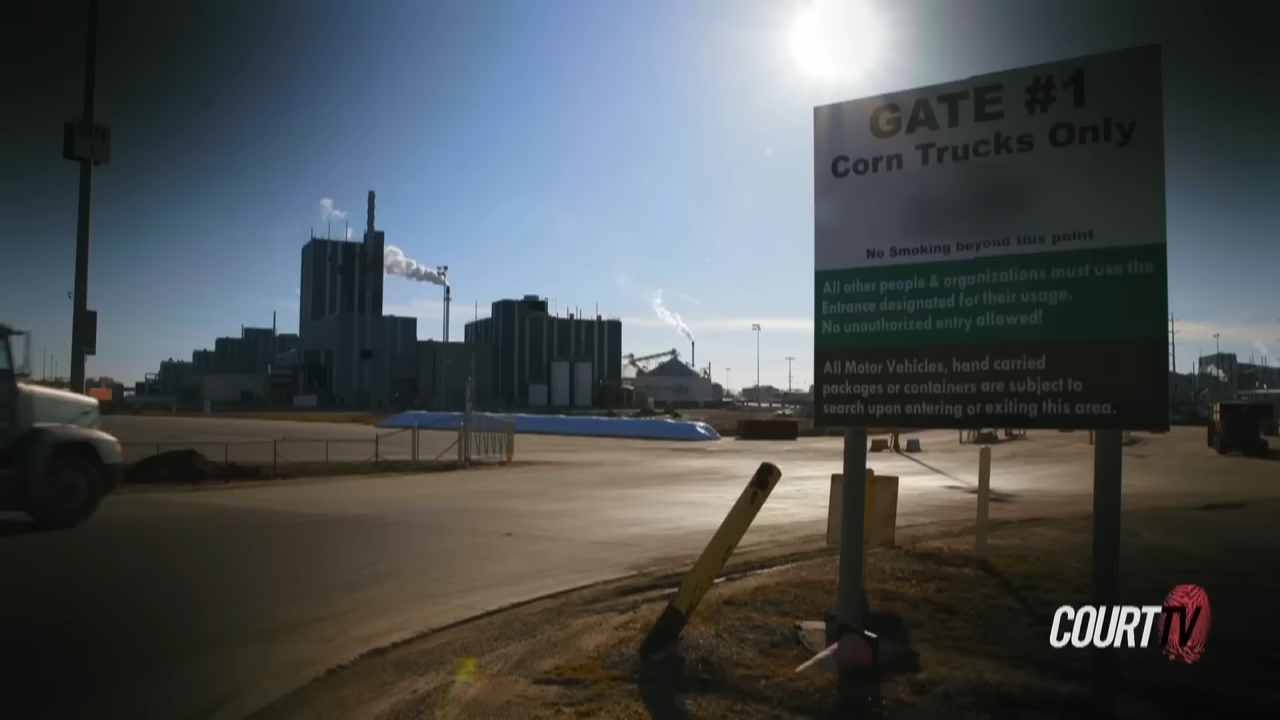 GATE #1
Corn Trucks Only
No Smoking beyond this point
All other people & organizations must use the
Entrance designated for their usage.
No unauthorized entry allowed!
All Motor Vehicles, hand carried
packages or containers are subject to
search upon entering or exiting this area.
COURT TV